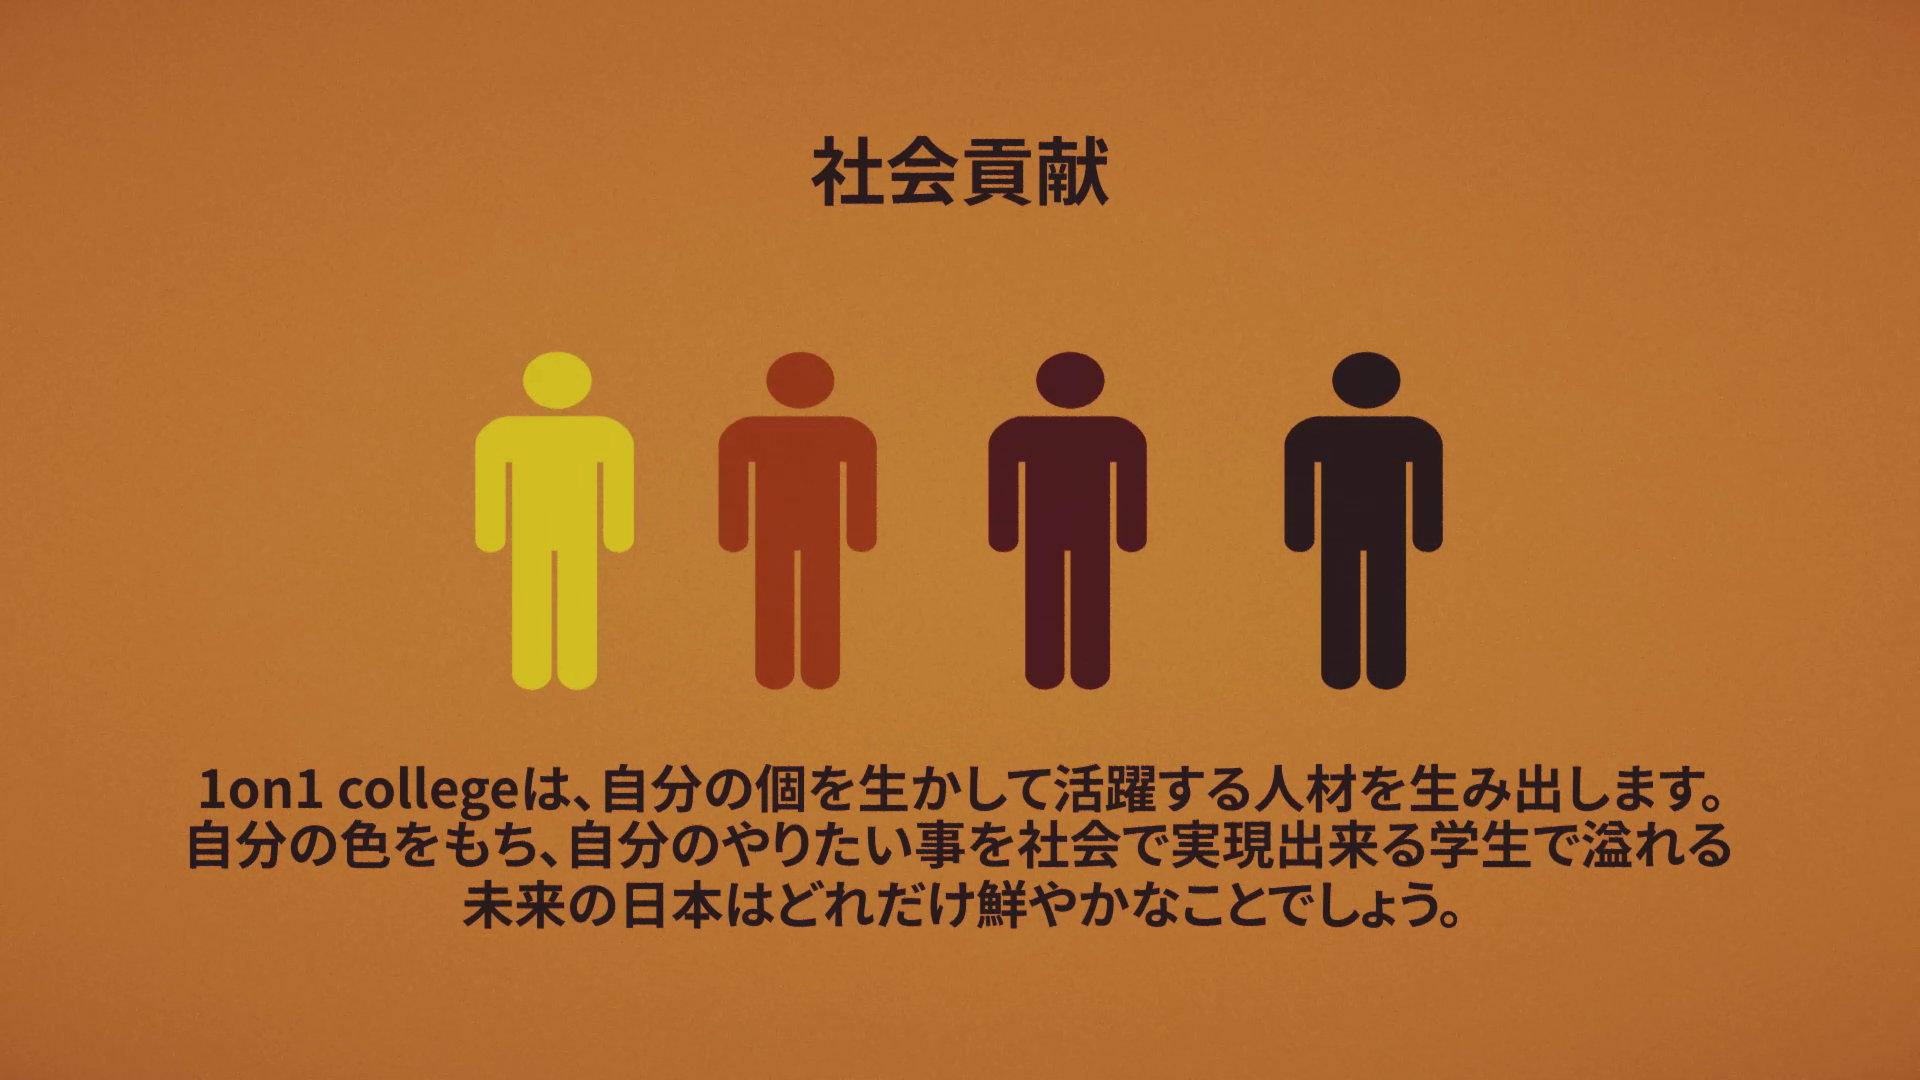 社会貢献
1on1 collegeは、自分の個を生かして活躍する人材を生み出します。
自分の色をもち、自分のやりたい事を社会で実現出来る学生で溢れる
未来の日本はどれだけ鮮やかなことでしょう。